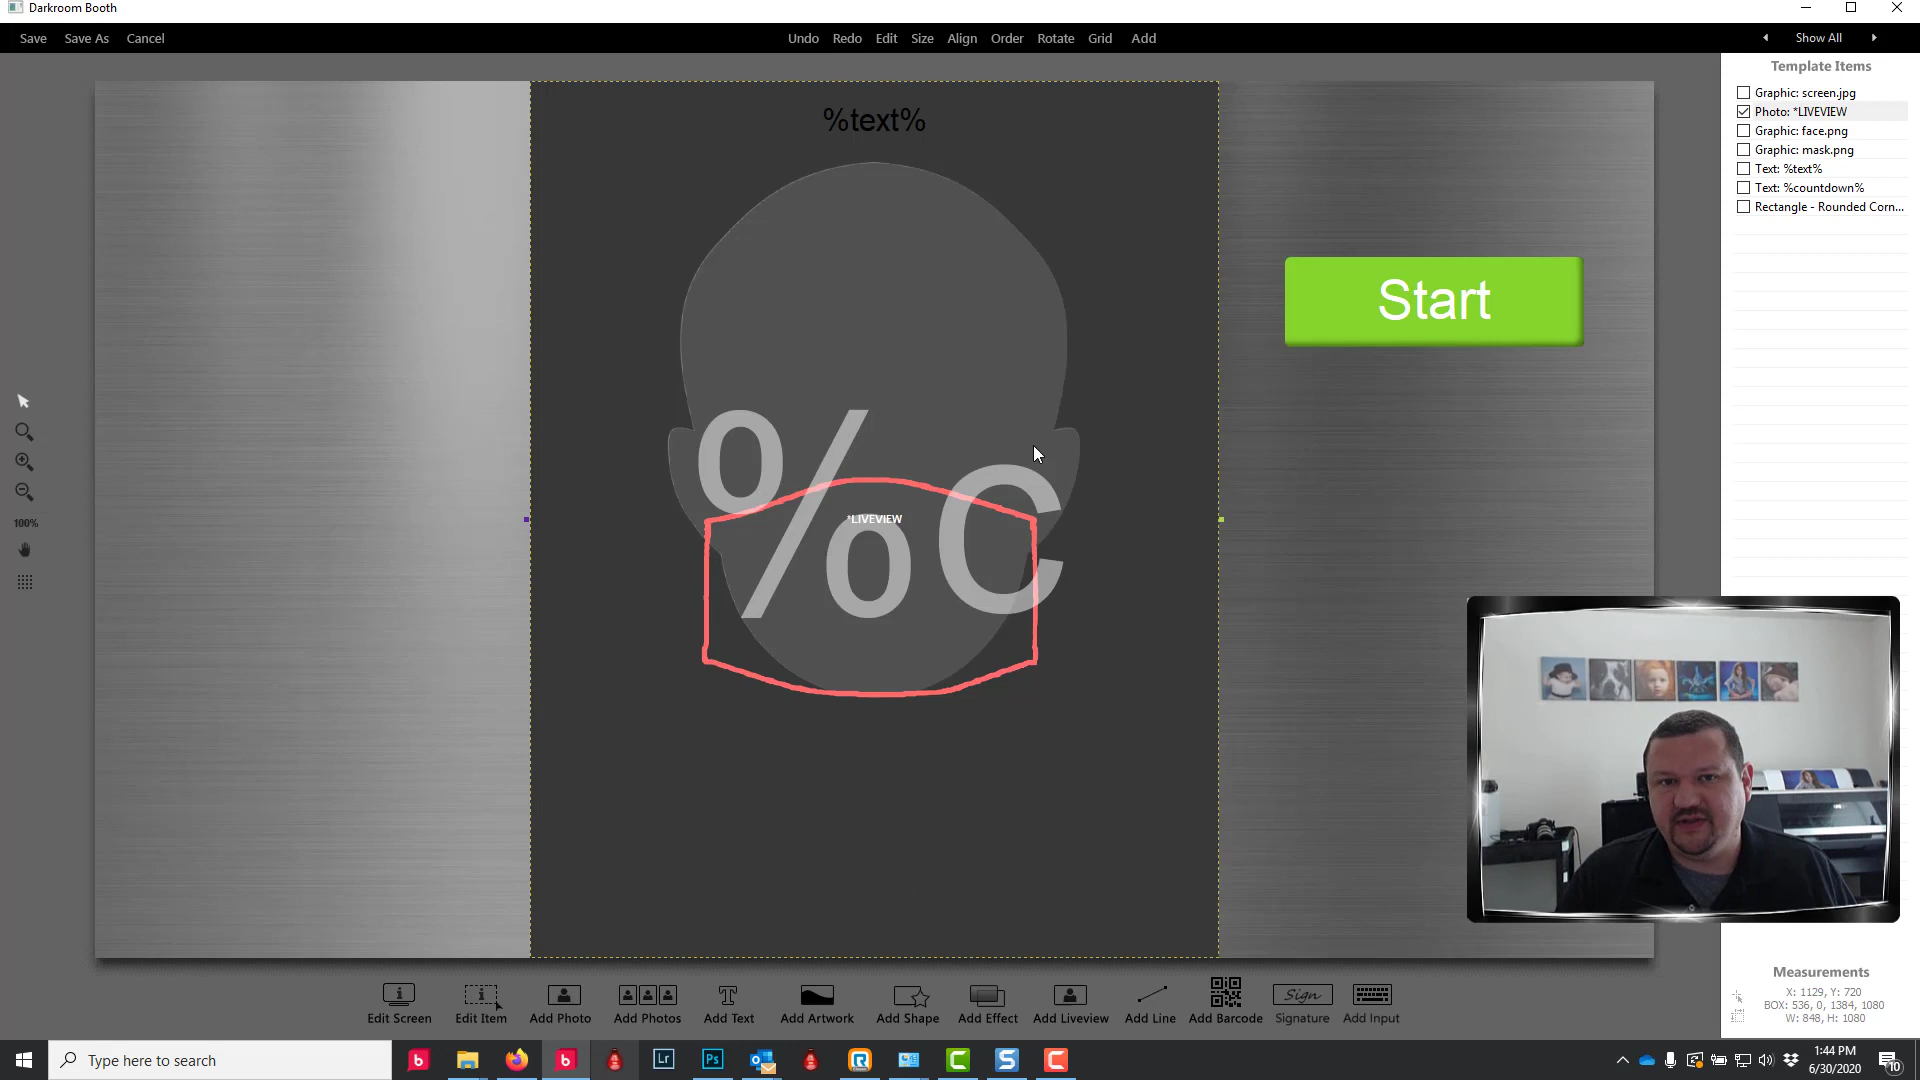 Darkroom Booth
Save Save As Cancel Undo Redo Edit Size Align Order Rotate Grid Add Show All
Template Items
Graphic: screen.jpg
Photo: *LIVEVIEW
Graphic: face.png
Graphic: mask.png
Text: %text%
Text: %countdown%
Rectangle - Rounded Corn...
%text%
Start
%c
*LIVEVIEW
100%
Measurements
X: 1129, Y: 720
BOX: 536, 0, 1384, 1080
W: 848, H: 1080
Sign
Edit Screen Edit Item Add Photo Add Photos Add Text Add Artwork Add Shape Add Effect Add Liveview Add Line Add Barcode Signature Add Input
Type here to search
b
b
Lr
Ps
R
C
S
C
1:44 PM
6/30/2020
10